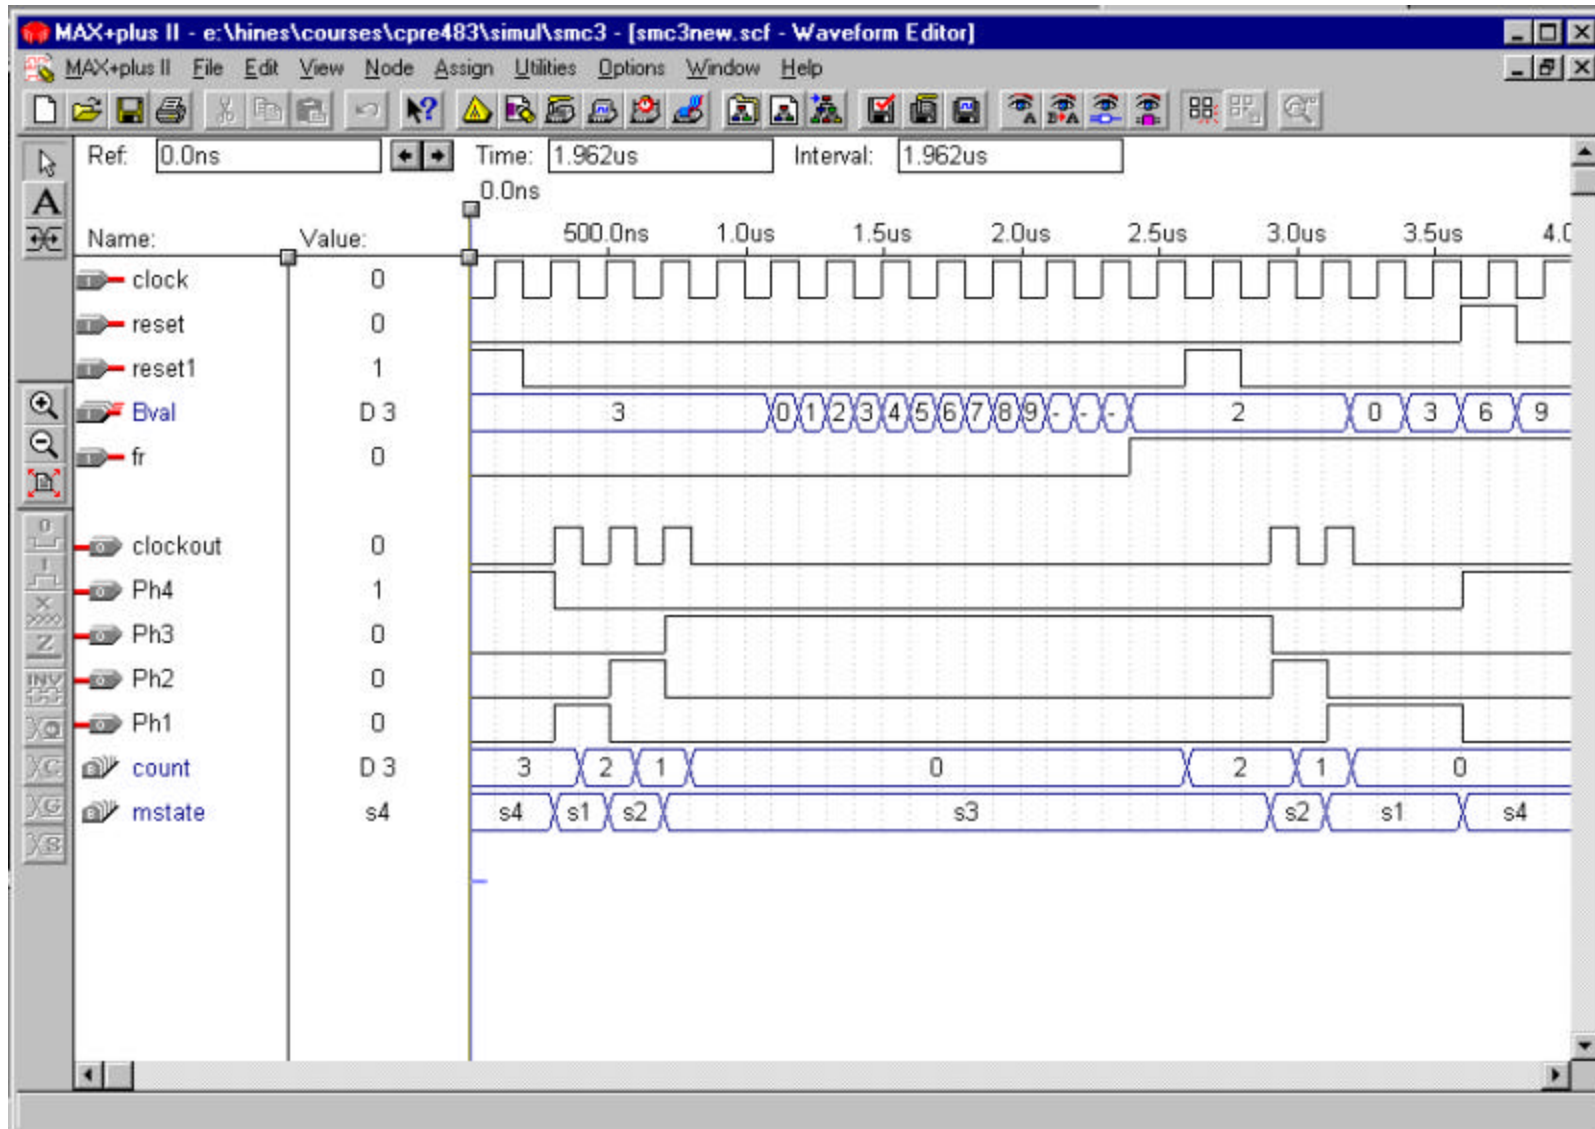 MAX+plus II - e:\hines\courses\cpre483\simul\smc3 - [smc3new.scf - Waveform Editor]
MAX+plus II File Edit View Node Assign Utilities Options Window Help
Ref: 0.0ns Time: 1.962us Interval: 1.962us
0.0ns
Name: Value: 500.0ns 1.0us 1.5us 2.0us 2.5us 3.0us 3.5us 4.0
clock 0
reset 0
reset1 1
Bval D 3 3 0 1 2 3 4 5 6 7 8 9 - - - 2 0 3 6 9
fr 0
clockout 0
Ph4 1
Ph3 0
Ph2 0
Ph1 0
count D 3 3 2 1 0 2 1 0
mstate s4 s4 s1 s2 s3 s2 s1 s4